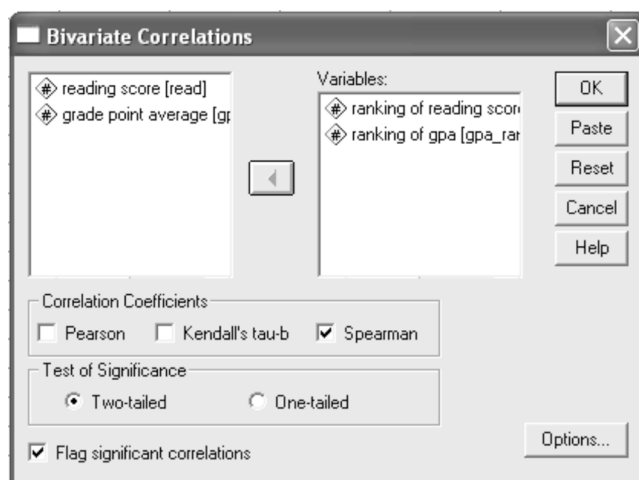 Bivariate Correlations
reading score [read]
grade point average [gp
Variables:
ranking of reading score
ranking of gpa [gpa_ran
OK
Paste
Reset
Cancel
Help
Correlation Coefficients
Pearson Kendall's tau-b Spearman
Test of Significance
Two-tailed One-tailed
Flag significant correlations
Options...